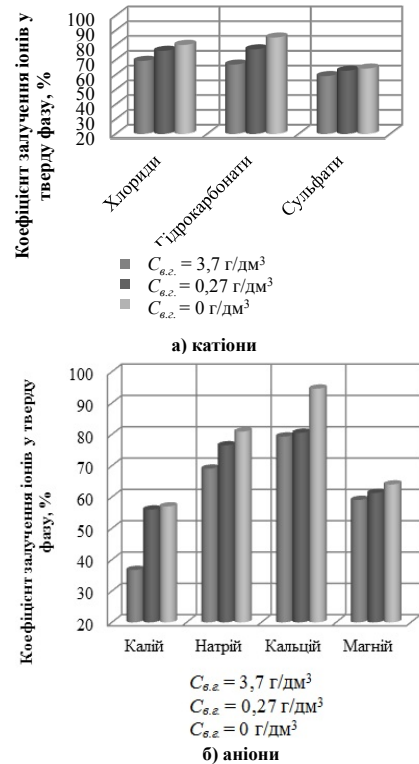 Коефіцієнт залучення іонів у
тверду фазу, %
100
90
80
70
60
50
40
30
20
Хлориди
Гідрокарбонати
Сульфати
Cв.г. = 3,7 г/дм³
Cв.г. = 0,27 г/дм³
Cв.г. = 0 г/дм³
а) катіони
Коефіцієнт залучення іонів у тверду
фазу, %
100
90
80
70
60
50
40
30
20
Калій
Натрій
Кальцій
Магній
Cв.г. = 3,7 г/дм³
Cв.г. = 0,27 г/дм³
Cв.г. = 0 г/дм³
б) аніони